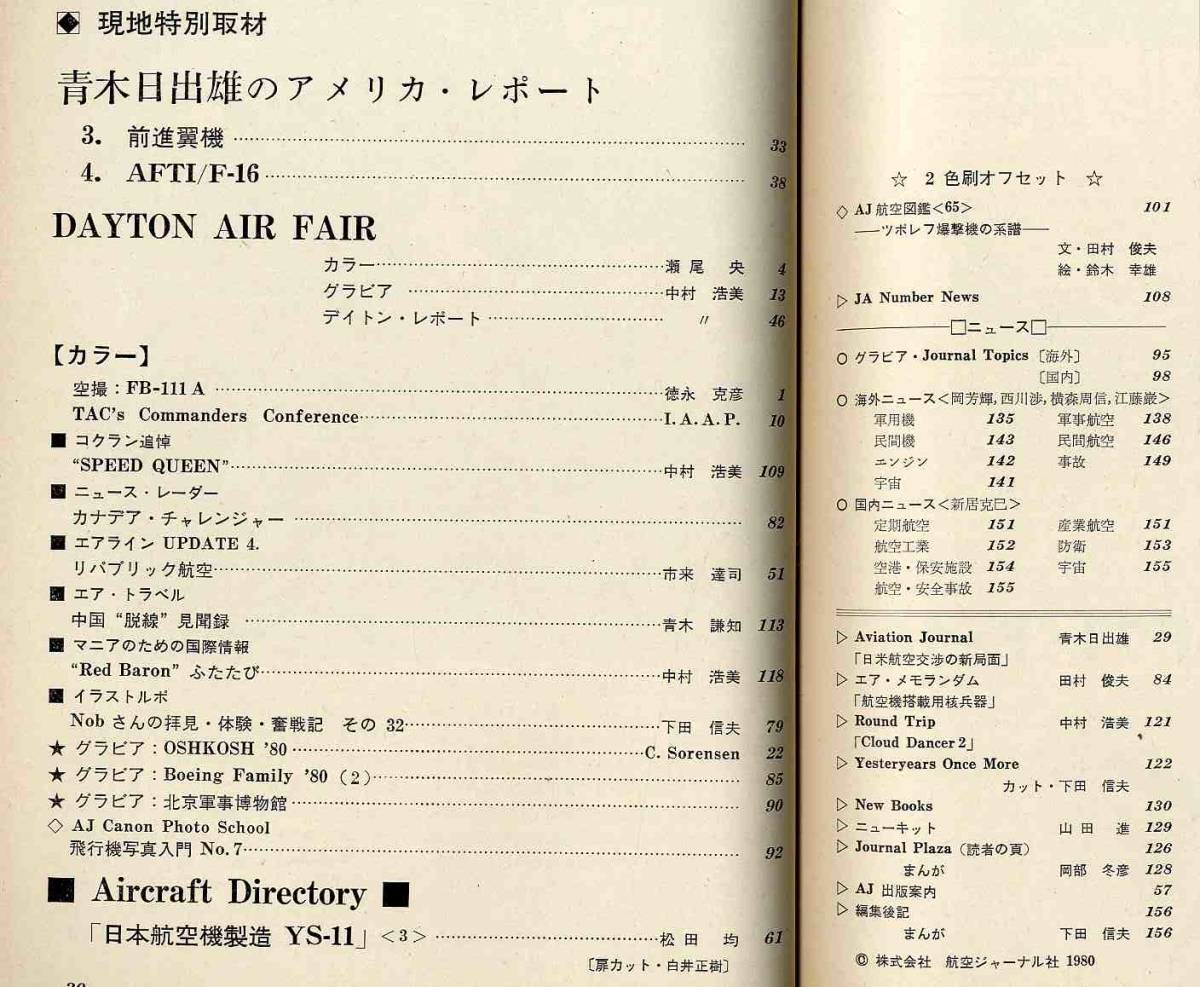 現地特別取材
青木日出雄のアメリカ・レポート
3. 前進翼機 33
4. AFTI/F-16 38
DAYTON AIR FAIR
カラー 瀬尾 央 4
グラビア 中村 浩美 13
デイトン・レポート 〃 46
【カラー】
空撮：FB-111A 徳永 克彦 1
TAC's Commanders Conference I.A.A.P. 10
■ コクラン追悼
“SPEED QUEEN” 中村 浩美 109
■ ニュース・レーダー
カナデア・チャレンジャー 82
■ エアライン UPDATE 4.
リパブリック航空 市来 達司 51
■ エア・トラベル
中国“脱線”見聞録 青木 謙知 113
■ マニアのための国際情報
“Red Baron” ふたたび 中村 浩美 118
■ イラストルポ
Nobさんの拝見・体験・奮戦記 その 32 下田 信夫 79
★ グラビア：OSHKOSH '80 C. Sorensen 22
★ グラビア：Boeing Family '80（2） 85
★ グラビア：北京軍事博物館 90
◇ AJ Canon Photo School
飛行機写真入門 No.7 92
■ Aircraft Directory ■
「日本航空機製造 YS-11」<3> 松田 均 61
〔扉カット・白井正樹〕
☆ 2色刷オフセット ☆
◇ AJ航空図鑑<65> 101
──ツポレフ爆撃機の系譜──
文・田村 俊夫
絵・鈴木 幸雄
▷ JA Number News 108
□ニュース□
○ グラビア・Journal Topics〔海外〕 95
〔国内〕 98
○ 海外ニュース<岡芳輝，西川渉，横森周信，江藤巌>
軍用機 135 軍事航空 138
民間機 143 民間航空 146
エンジン 142 事故 149
宇宙 141
○ 国内ニュース<新居克巳>
定期航空 151 産業航空 151
航空工業 152 防衛 153
空港・保安施設 154 宇宙 155
航空・安全事故 155
▷ Aviation Journal 青木日出雄 29
「日米航空交渉の新局面」
▷ エア・メモランダム 田村 俊夫 84
「航空機搭載用核兵器」
▷ Round Trip 中村 浩美 121
「Cloud Dancer 2」
▷ Yesteryears Once More 122
カット・下田 信夫
▷ New Books 130
▷ ニューキット 山田 進 129
▷ Journal Plaza（読者の頁） 126
まんが 岡部 冬彦 128
▷ AJ 出版案内 57
▷ 編集後記 156
まんが 下田 信夫 156
© 株式会社 航空ジャーナル社 1980